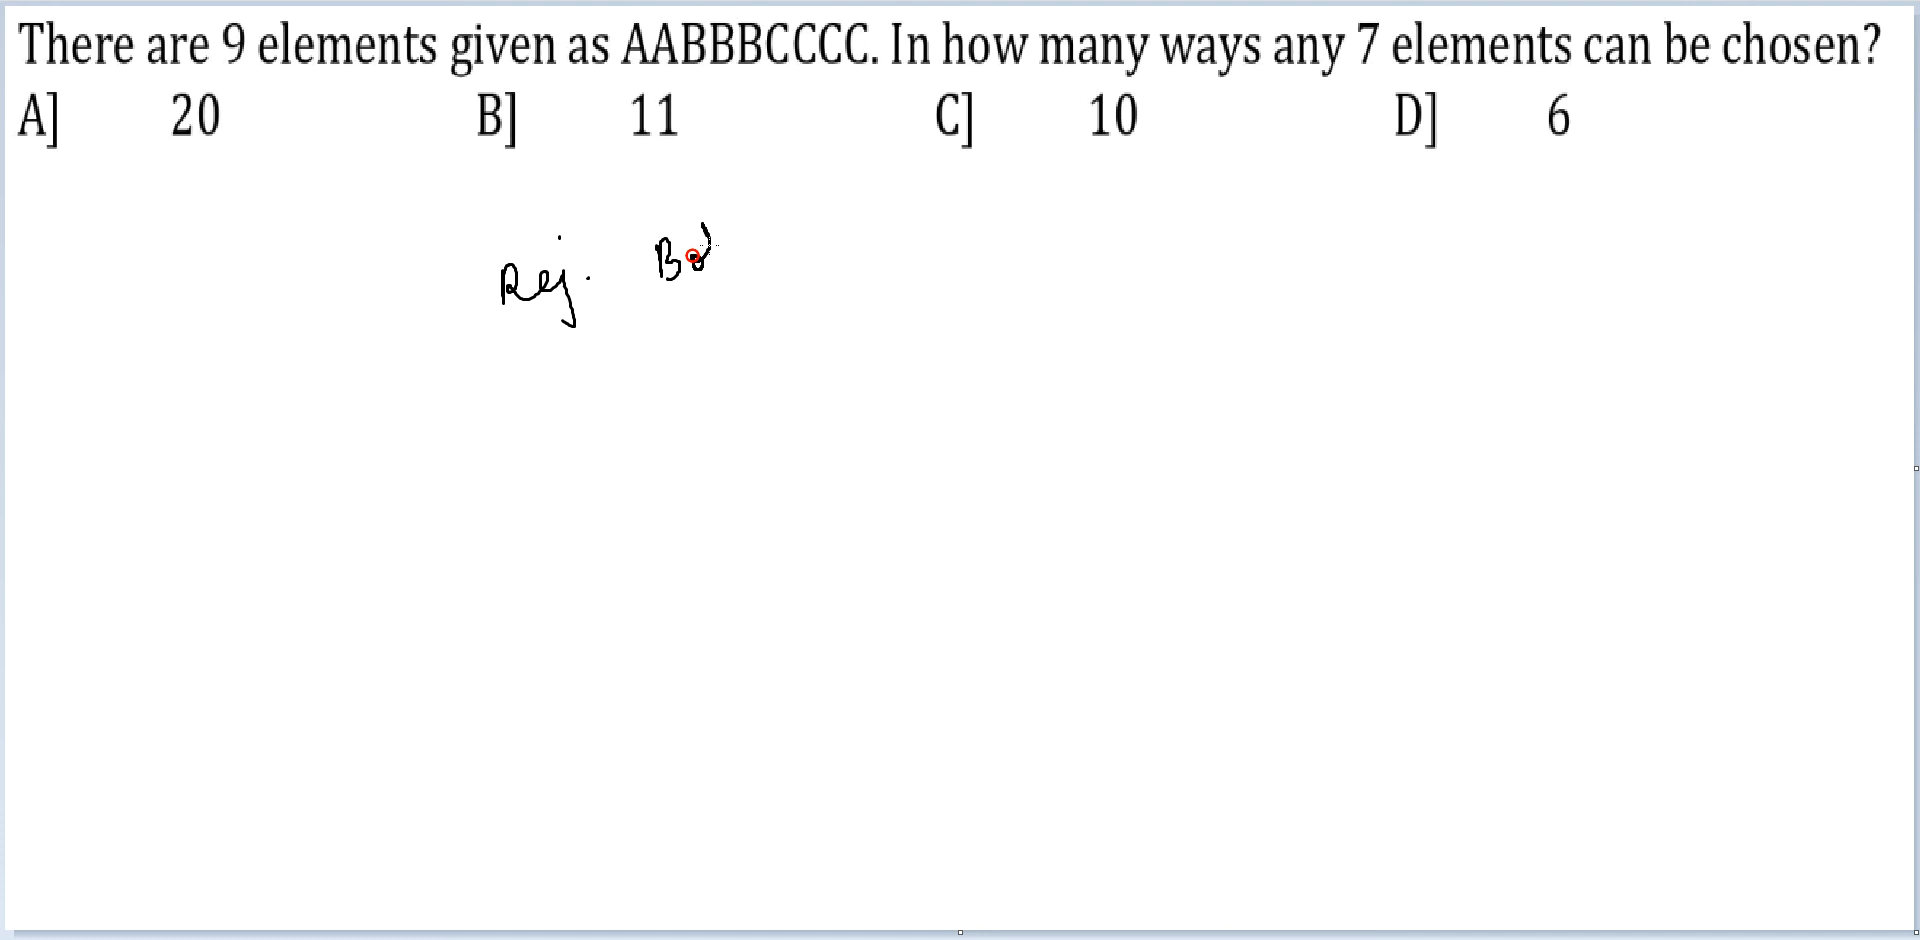 There are 9 elements given as AABBBCCCC. In how many ways any 7 elements can be chosen?
A] 20 B] 11 C] 10 D] 6
Rej.